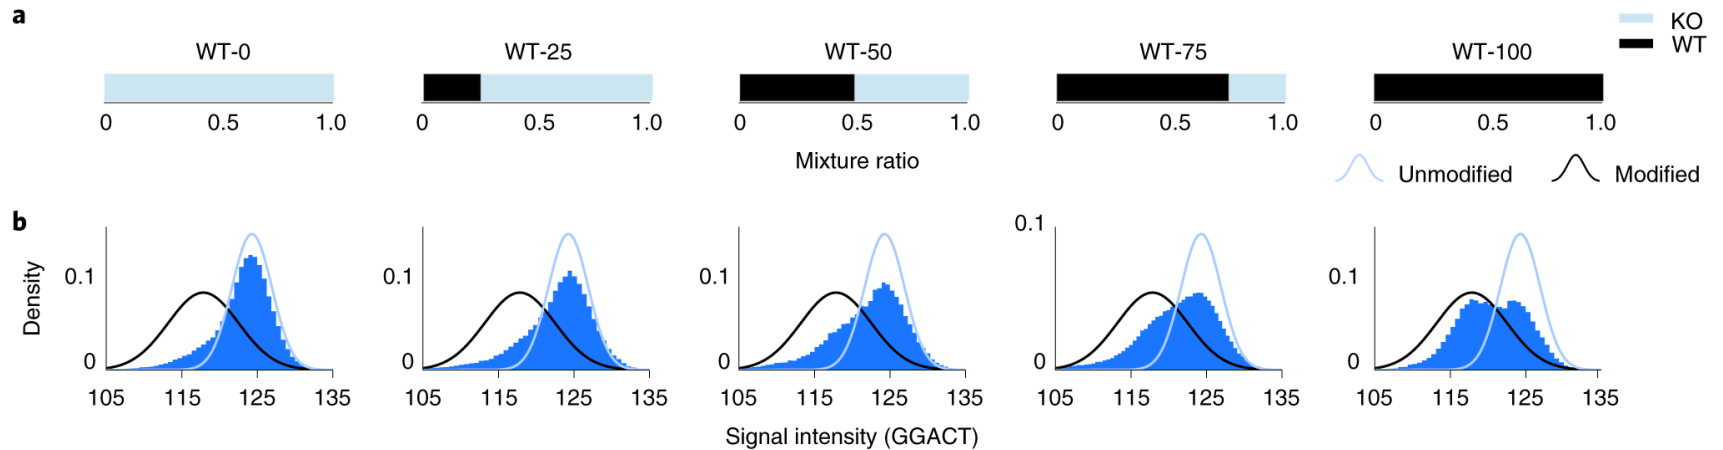 a
KO
WT
WT-0 WT-25 WT-50 WT-75 WT-100
0 0.5 1.0 0 0.5 1.0 0 0.5 1.0 0 0.5 1.0 0 0.5 1.0
Mixture ratio
Unmodified Modified
b
Density
0.1 0.1 0.1 0.1 0.1
0 0 0 0 0
105 115 125 135 105 115 125 135 105 115 125 135 105 115 125 135 105 115 125 135
Signal intensity (GGACT)